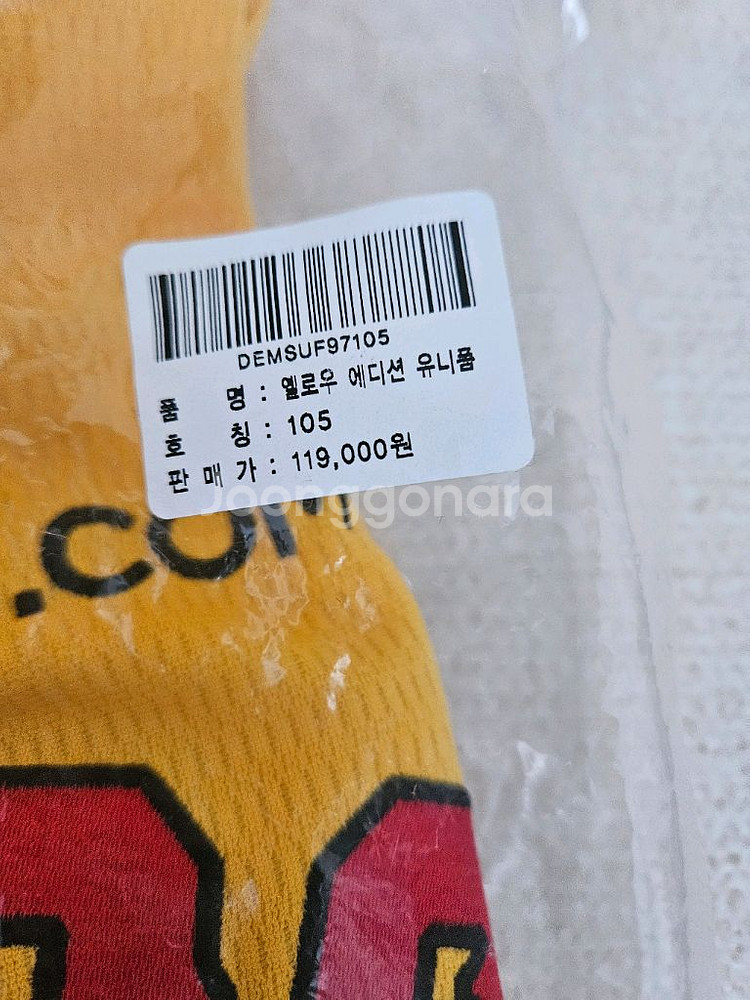 DEMSUF97105
품 명 : 옐로우 에디션 유니폼
호 칭 : 105
판 매 가 : 119,000원
Joonggonara
.com